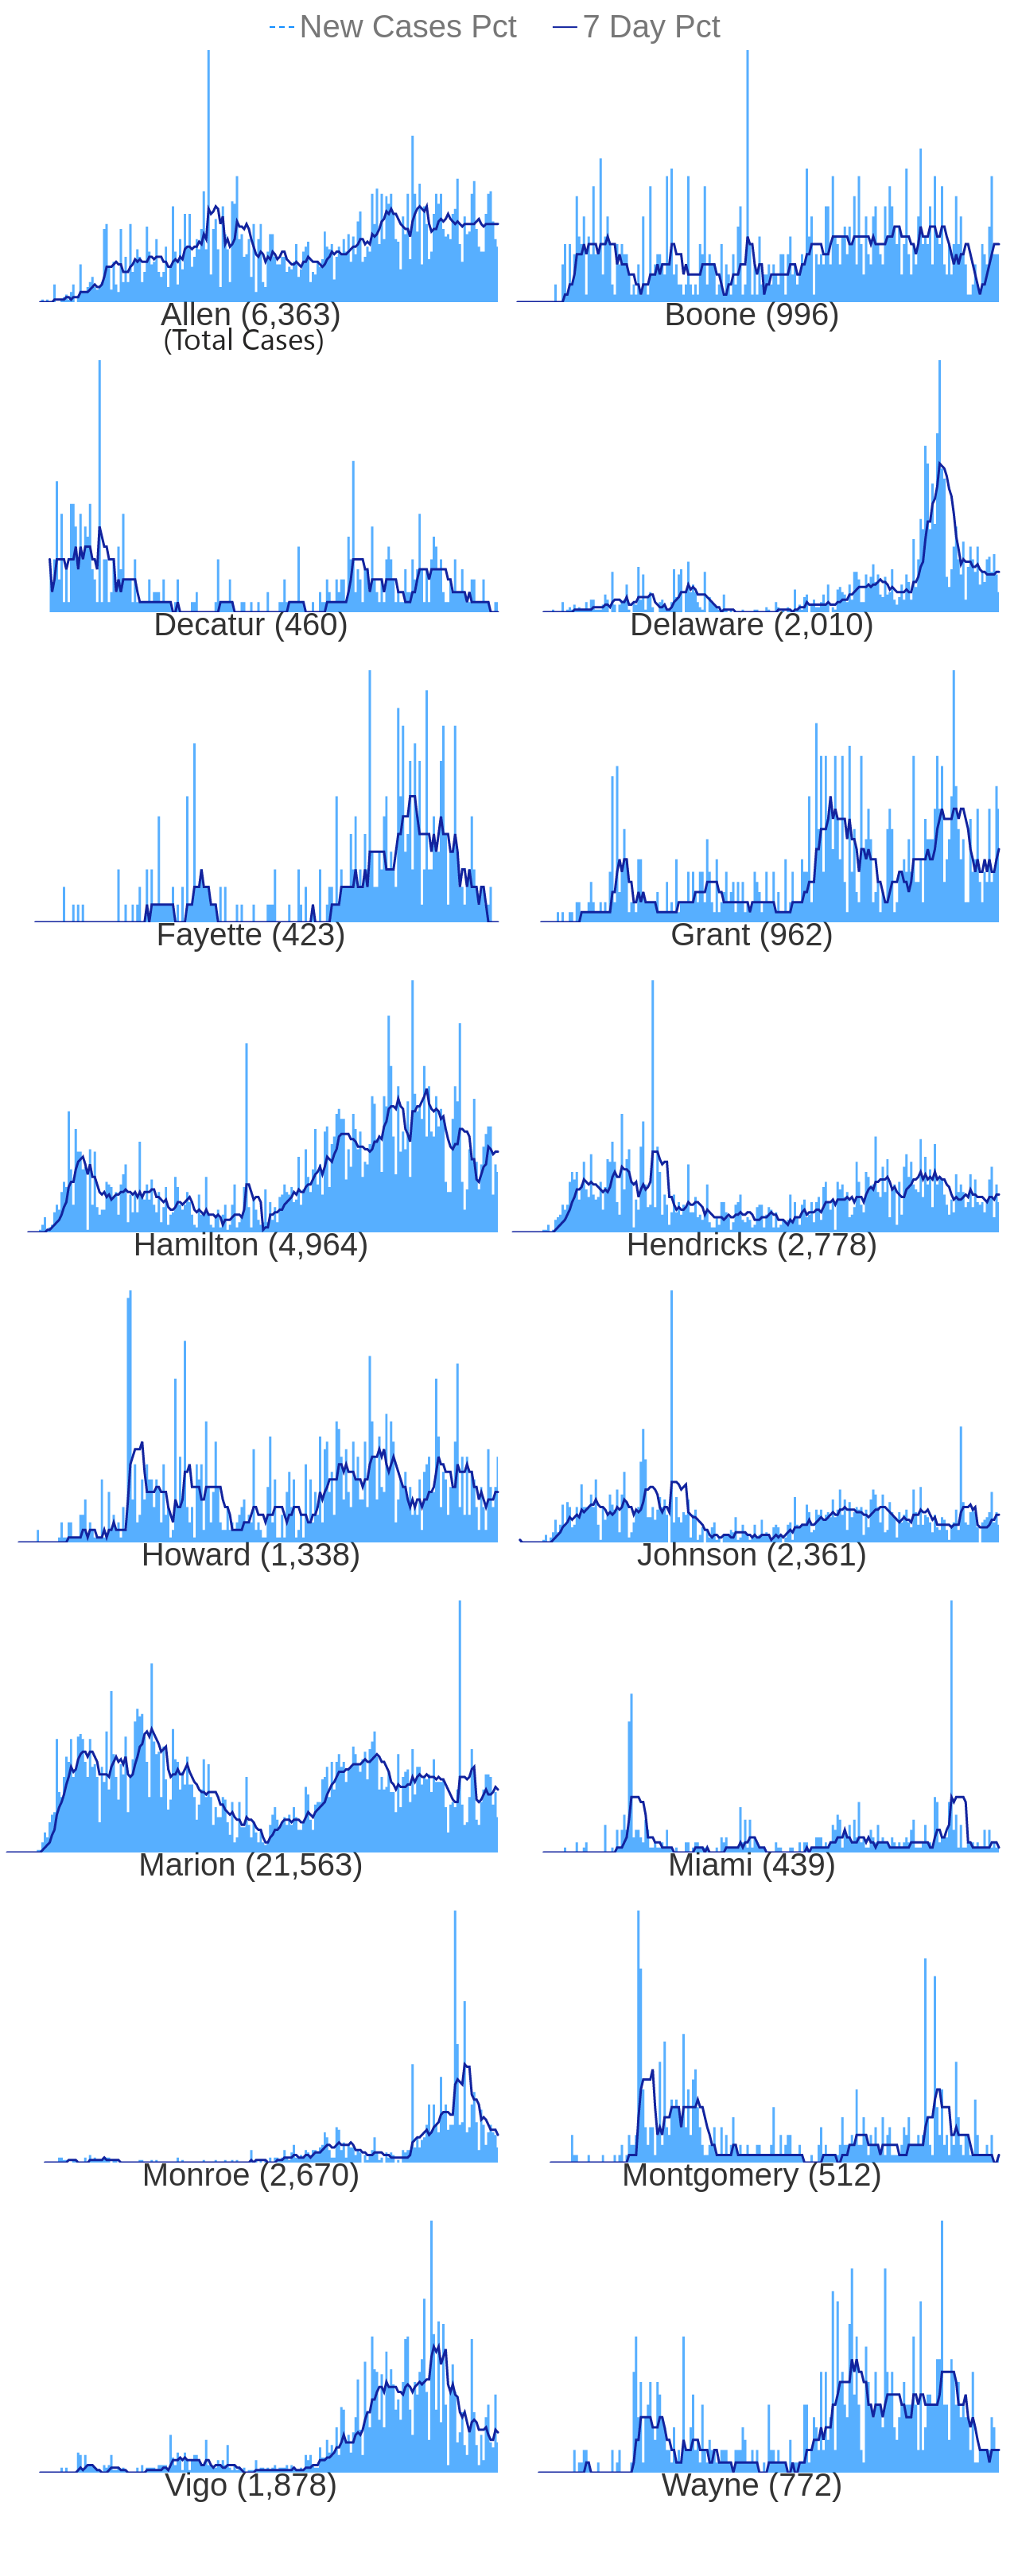 New Cases Pct 7 Day Pct
Allen (6,363) Boone (996)
(Total Cases)
Decatur (460) Delaware (2,010)
Fayette (423) Grant (962)
Hamilton (4,964) Hendricks (2,778)
Howard (1,338) Johnson (2,361)
Marion (21,563) Miami (439)
Monroe (2,670) Montgomery (512)
Vigo (1,878) Wayne (772)